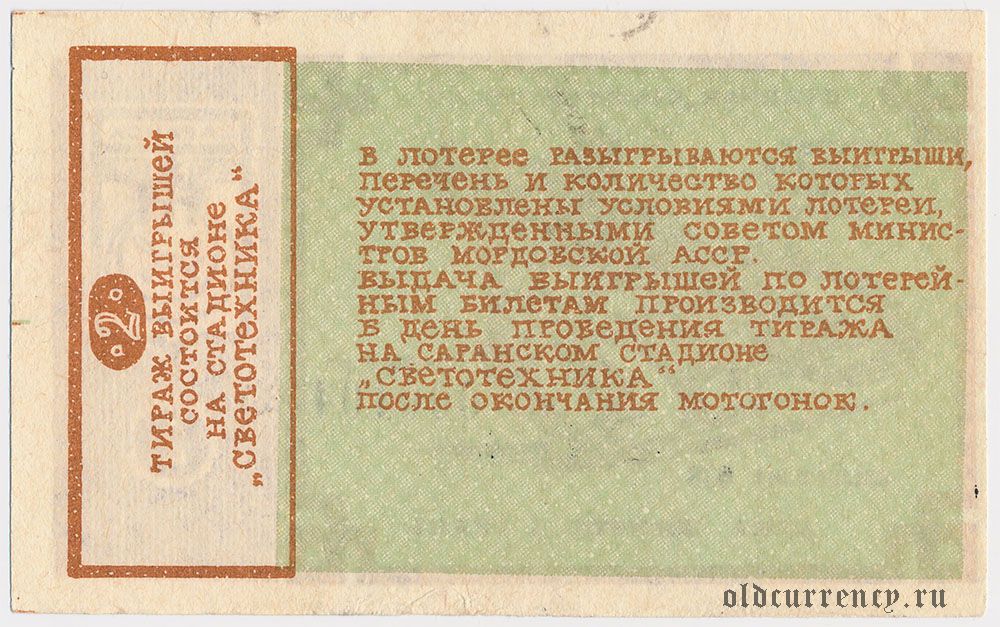 2
ТИРАЖ ВЫИГРЫШЕЙ
СОСТОИТСЯ
НА СТАДИОНЕ
„СВЕТОТЕХНИКА“
В ЛОТЕРЕЕ РАЗЫГРЫВАЮТСЯ ВЫИГРЫШИ,
ПЕРЕЧЕНЬ И КОЛИЧЕСТВО КОТОРЫХ
УСТАНОВЛЕНЫ УСЛОВИЯМИ ЛОТЕРЕИ,
УТВЕРЖДЕННЫМИ СОВЕТОМ МИНИС-
ТРОВ МОРДОВСКОЙ АССР.
ВЫДАЧА ВЫИГРЫШЕЙ ПО ЛОТЕРЕЙ-
НЫМ БИЛЕТАМ ПРОИЗВОДИТСЯ
В ДЕНЬ ПРОВЕДЕНИЯ ТИРАЖА
НА САРАНСКОМ СТАДИОНЕ
„СВЕТОТЕХНИКА“
ПОСЛЕ ОКОНЧАНИЯ МОТОГОНОК.
oldcurrency.ru